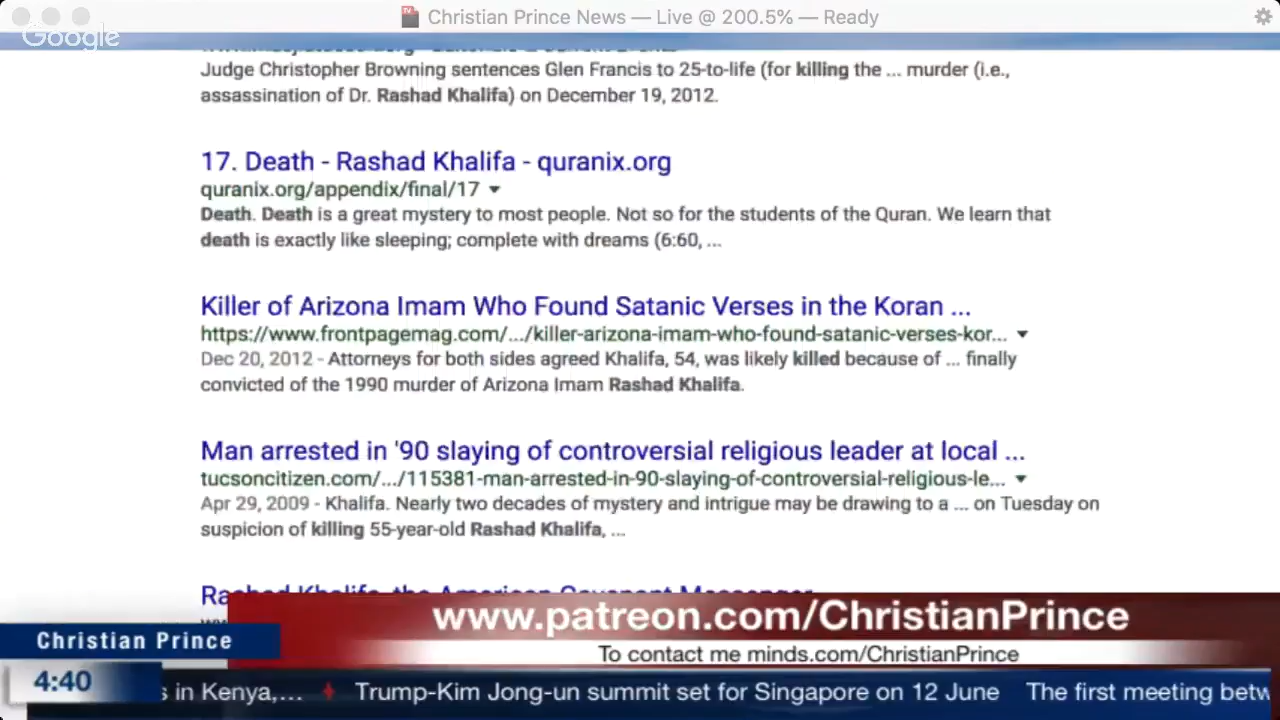 Christian Prince News — Live @ 200.5% — Ready
Google
Judge Christopher Browning sentences Glen Francis to 25-to-life (for killing the ... murder (i.e.,
assassination of Dr. Rashad Khalifa) on December 19, 2012.
17. Death - Rashad Khalifa - quranix.org
quranix.org/appendix/final/17
Death. Death is a great mystery to most people. Not so for the students of the Quran. We learn that
death is exactly like sleeping; complete with dreams (6:60, ...
Killer of Arizona Imam Who Found Satanic Verses in the Koran ...
https://www.frontpagemag.com/.../killer-arizona-imam-who-found-satanic-verses-kor...
Dec 20, 2012 - Attorneys for both sides agreed Khalifa, 54, was likely killed because of ... finally
convicted of the 1990 murder of Arizona Imam Rashad Khalifa.
Man arrested in '90 slaying of controversial religious leader at local ...
tucsoncitizen.com/.../115381-man-arrested-in-90-slaying-of-controversial-religious-le...
Apr 29, 2009 - Khalifa. Nearly two decades of mystery and intrigue may be drawing to a ... on Tuesday on
suspicion of killing 55-year-old Rashad Khalifa, ...
Rashad Khalifa, the American Covenant Messenger
www.patreon.com/ChristianPrince
Christian Prince
To contact me minds.com/ChristianPrince
4:40
s in Kenya,... Trump-Kim Jong-un summit set for Singapore on 12 June The first meeting betw